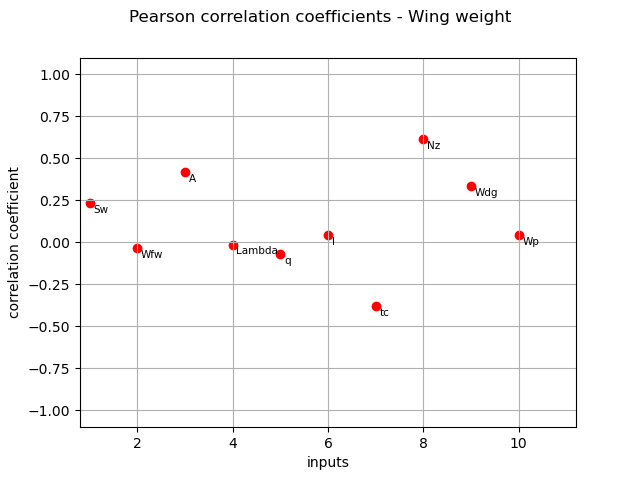 Pearson correlation coefficients - Wing weight
1.00
0.75
0.50
0.25
0.00
−0.25
−0.50
−0.75
−1.00
correlation coefficient
Sw
Wfw
A
Lambda
q
l
tc
Nz
Wdg
Wp
2 4 6 8 10
inputs